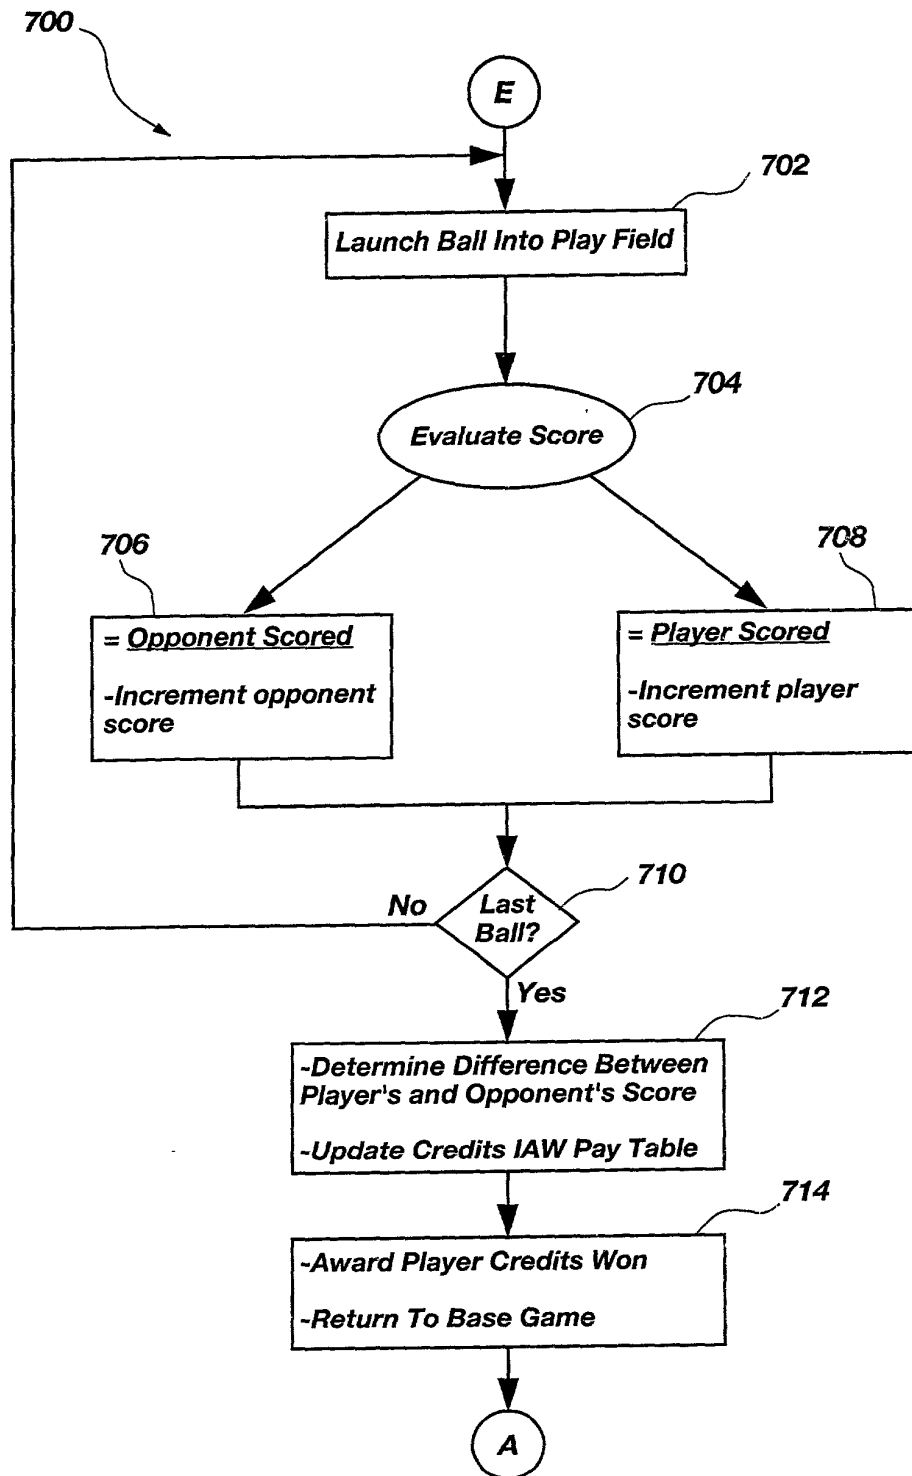 700
E
702
Launch Ball Into Play Field
704
Evaluate Score
706
708
= Opponent Scored
-Increment opponent
score
= Player Scored
-Increment player
score
710
No
Last
Ball?
Yes
712
-Determine Difference Between
Player's and Opponent's Score
-Update Credits IAW Pay Table
714
-Award Player Credits Won
-Return To Base Game
A